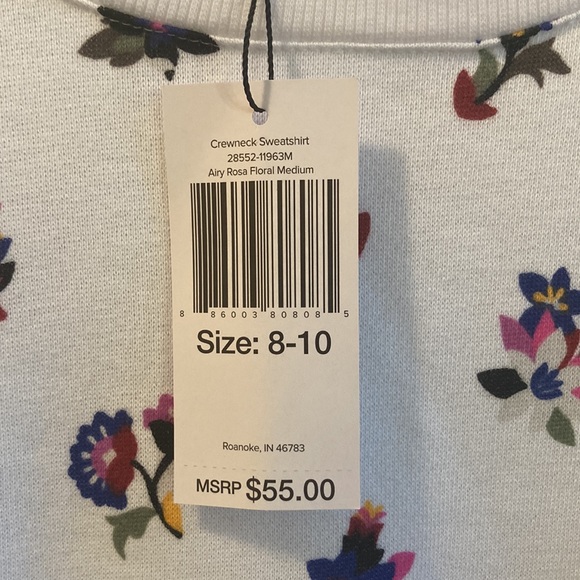 Crewneck Sweatshirt
28552-11963M
Airy Rosa Floral Medium
8 86003 80808 5
Size: 8-10
Roanoke, IN 46783
MSRP $55.00